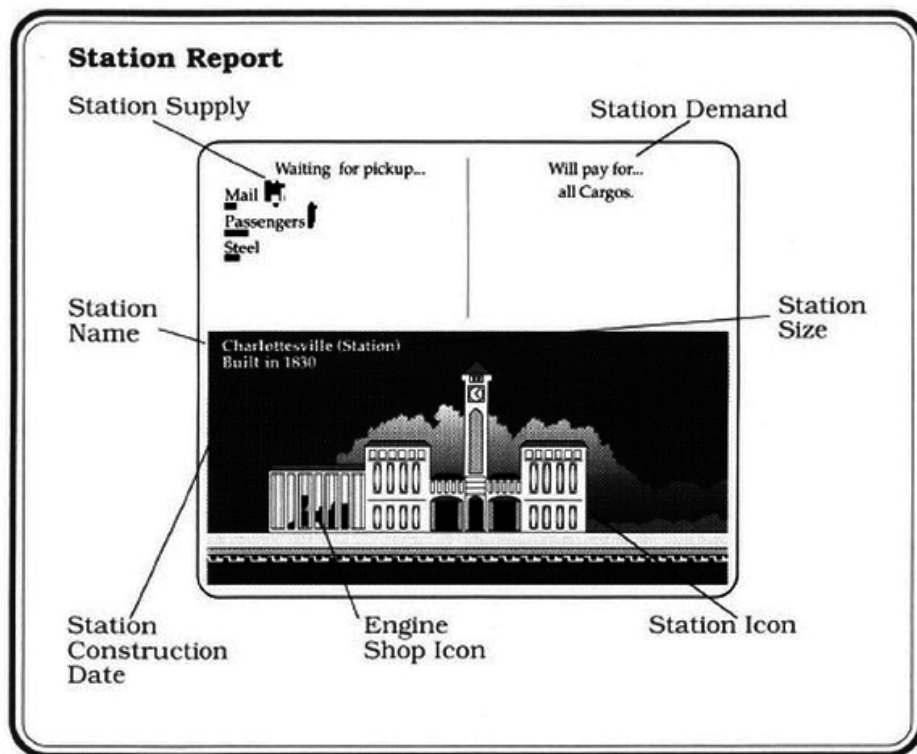 Station Report
Station Supply
Station Demand
Waiting for pickup...
Mail
Passengers
Steel
Will pay for...
all Cargos.
Station
Name
Station
Size
Charlottesville (Station)
Built in 1830
Station
Construction
Date
Engine
Shop Icon
Station Icon